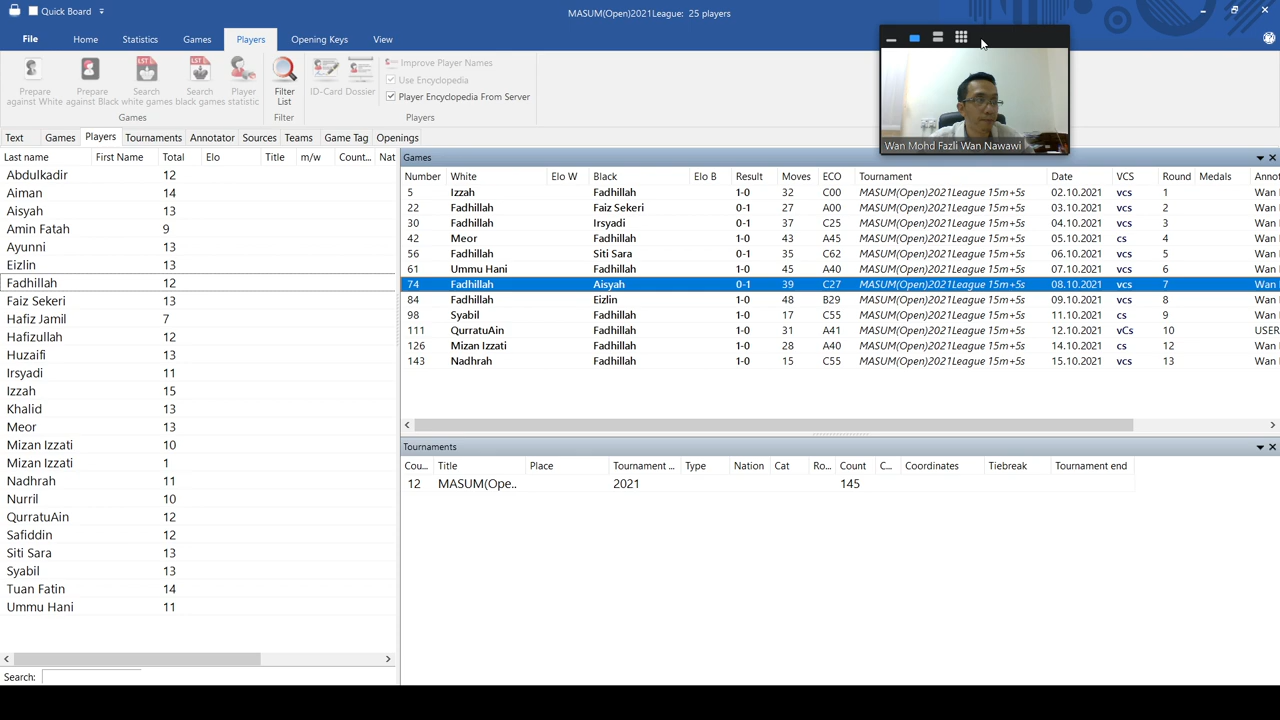 Quick Board
MASUM(Open)2021League: 25 players
File Home Statistics Games Players Opening Keys View
Prepare against White
Prepare against Black
Search white games
Search black games
Player statistic
Games
Filter List
Filter
ID-Card Dossier
Improve Player Names
Use Encyclopedia
Player Encyclopedia From Server
Players
Wan Mohd Fazli Wan Nawawi
Text Games Players Tournaments Annotator Sources Teams Game Tag Openings
Last name First Name Total Elo Title m/w Count... Nat
Abdulkadir 12
Aiman 14
Aisyah 13
Amin Fatah 9
Ayunni 13
Eizlin 13
Fadhillah 12
Faiz Sekeri 13
Hafiz Jamil 7
Hafizullah 12
Huzaifi 13
Irsyadi 11
Izzah 15
Khalid 13
Meor 13
Mizan Izzati 10
Mizan Izzati 1
Nadhrah 11
Nurril 10
QurratuAin 12
Safiddin 12
Siti Sara 13
Syabil 13
Tuan Fatin 14
Ummu Hani 11
Search:
Games
Number White Elo W Black Elo B Result Moves ECO Tournament Date VCS Round Medals Annot
5 Izzah Fadhillah 1-0 32 C00 MASUM(Open)2021League 15m+5s 02.10.2021 vcs 1 Wan
22 Fadhillah Faiz Sekeri 0-1 27 A00 MASUM(Open)2021League 15m+5s 03.10.2021 vcs 2 Wan
30 Fadhillah Irsyadi 0-1 37 C25 MASUM(Open)2021League 15m+5s 04.10.2021 vcs 3 Wan
42 Meor Fadhillah 1-0 43 A45 MASUM(Open)2021League 15m+5s 05.10.2021 cs 4 Wan
56 Fadhillah Siti Sara 0-1 35 C62 MASUM(Open)2021League 15m+5s 06.10.2021 vcs 5 Wan
61 Ummu Hani Fadhillah 1-0 45 A40 MASUM(Open)2021League 15m+5s 07.10.2021 vcs 6 Wan
74 Fadhillah Aisyah 0-1 39 C27 MASUM(Open)2021League 15m+5s 08.10.2021 vcs 7 Wan
84 Fadhillah Eizlin 1-0 48 B29 MASUM(Open)2021League 15m+5s 09.10.2021 vcs 8 Wan
98 Syabil Fadhillah 1-0 17 C55 MASUM(Open)2021League 15m+5s 11.10.2021 cs 9 Wan
111 QurratuAin Fadhillah 1-0 31 A41 MASUM(Open)2021League 15m+5s 12.10.2021 vCs 10 USER
126 Mizan Izzati Fadhillah 1-0 28 A40 MASUM(Open)2021League 15m+5s 14.10.2021 cs 12 Wan
143 Nadhrah Fadhillah 1-0 15 C55 MASUM(Open)2021League 15m+5s 15.10.2021 vcs 13 Wan
Tournaments
Cou... Title Place Tournament ... Type Nation Cat Ro... Count C... Coordinates Tiebreak Tournament end
12 MASUM(Ope.. 2021 145